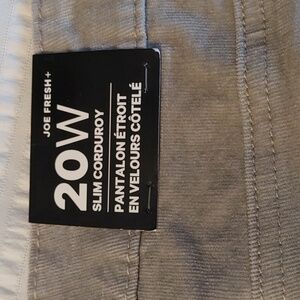 JOE FRESH+
20W
SLIM CORDUROY
PANTALON ÉTROIT
EN VELOURS CÔTELÉ